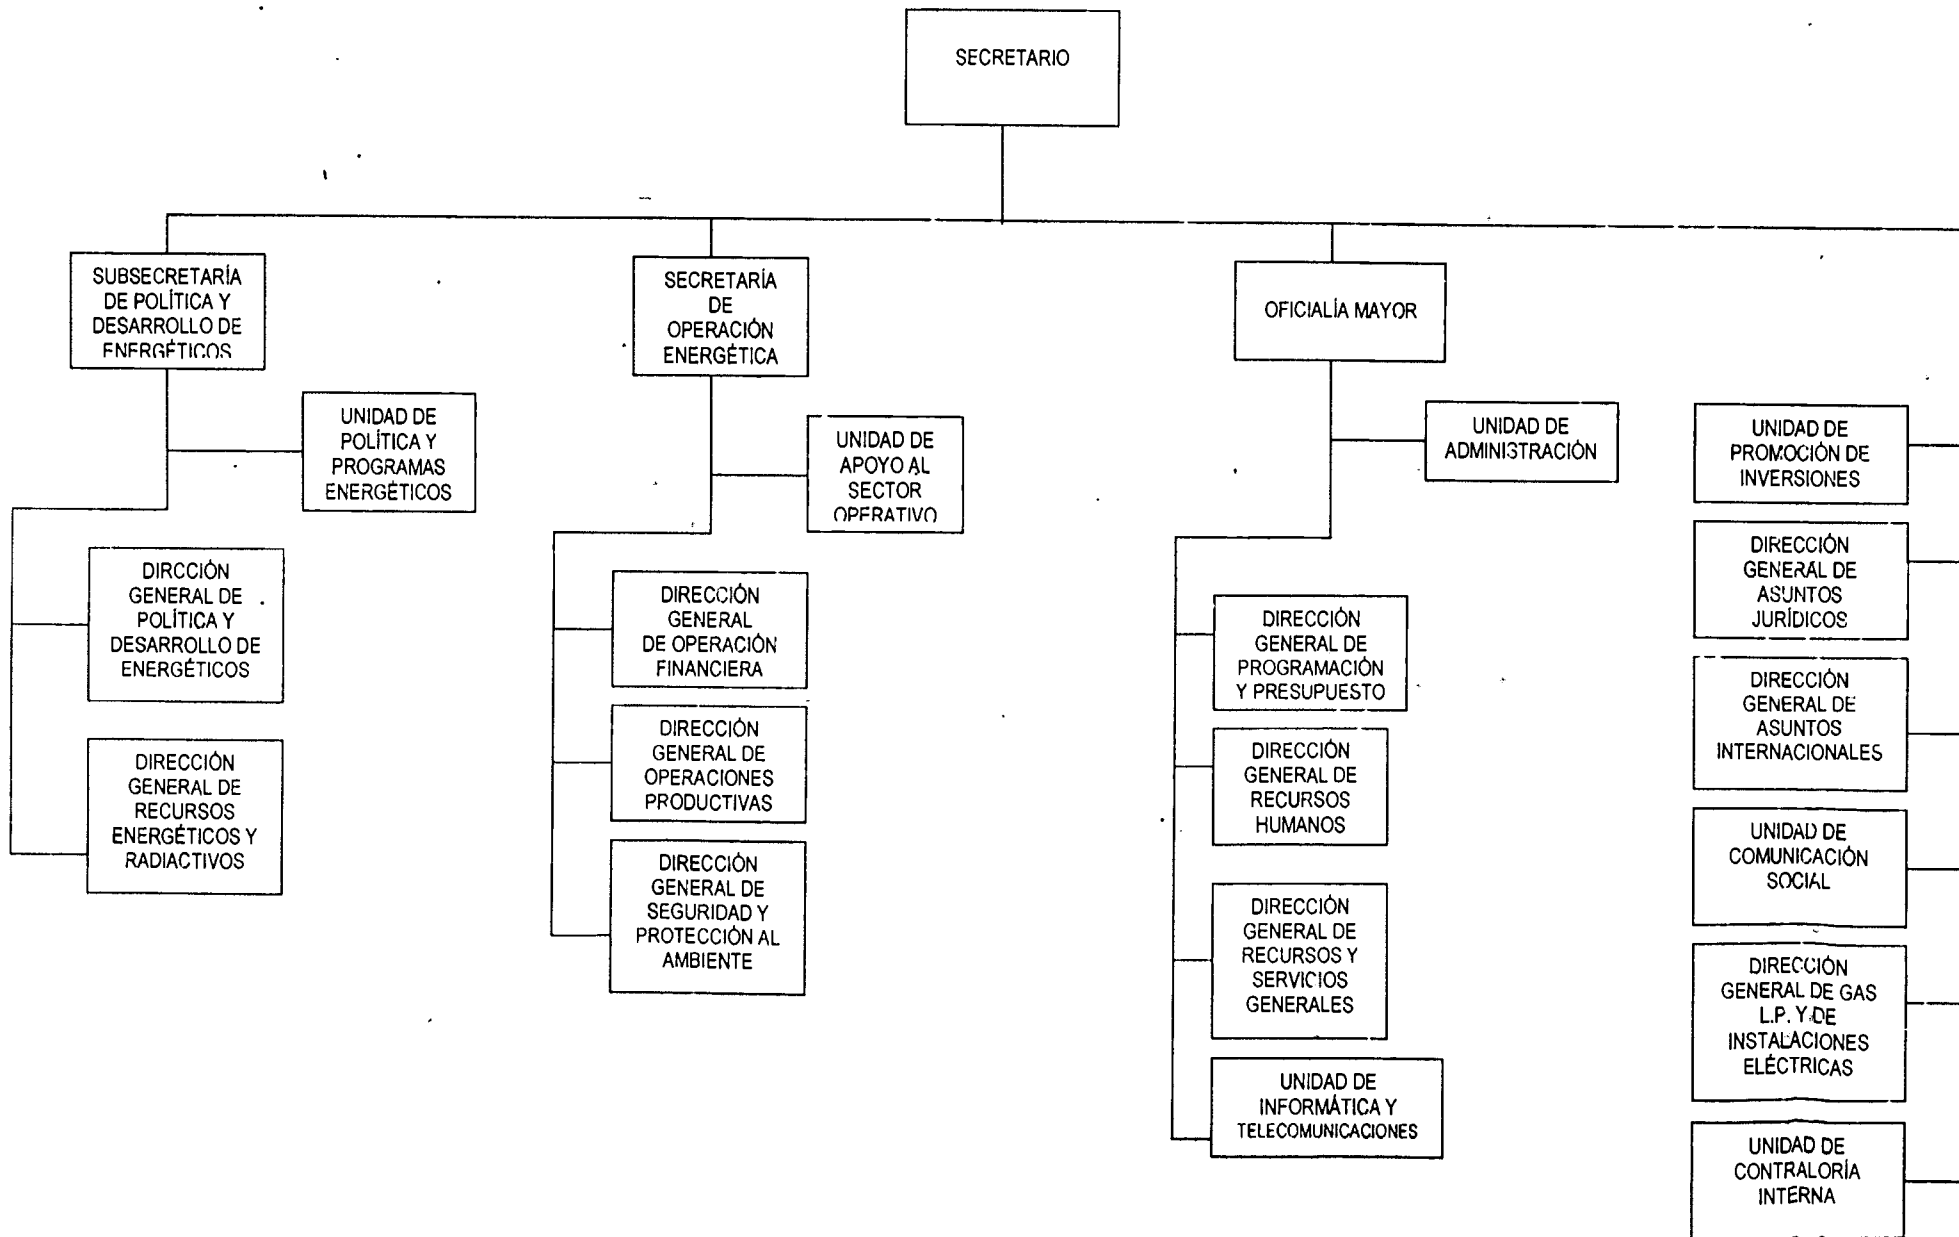 SECRETARIO
SUBSECRETARÍA
DE POLÍTICA Y
DESARROLLO DE
ENERGÉTICOS
UNIDAD DE
POLÍTICA Y
PROGRAMAS
ENERGÉTICOS
DIRCCIÓN
GENERAL DE
POLÍTICA Y
DESARROLLO DE
ENERGÉTICOS
DIRECCIÓN
GENERAL DE
RECURSOS
ENERGÉTICOS Y
RADIACTIVOS
SECRETARÍA
DE
OPERACIÓN
ENERGÉTICA
UNIDAD DE
APOYO AL
SECTOR
OPERATIVO
DIRECCIÓN
GENERAL
DE OPERACIÓN
FINANCIERA
DIRECCIÓN
GENERAL DE
OPERACIONES
PRODUCTIVAS
DIRECCIÓN
GENERAL DE
SEGURIDAD Y
PROTECCIÓN AL
AMBIENTE
OFICIALÍA MAYOR
UNIDAD DE
ADMINISTRACIÓN
DIRECCIÓN
GENERAL DE
PROGRAMACIÓN
Y PRESUPUESTO
DIRECCIÓN
GENERAL DE
RECURSOS
HUMANOS
DIRECCIÓN
GENERAL DE
RECURSOS Y
SERVICIOS
GENERALES
UNIDAD DE
INFORMÁTICA Y
TELECOMUNICACIONES
UNIDAD DE
PROMOCIÓN DE
INVERSIONES
DIRECCIÓN
GENERAL DE
ASUNTOS
JURÍDICOS
DIRECCIÓN
GENERAL DE
ASUNTOS
INTERNACIONALES
UNIDAD DE
COMUNICACIÓN
SOCIAL
DIRECCIÓN
GENERAL DE GAS
L.P. Y DE
INSTALACIONES
ELÉCTRICAS
UNIDAD DE
CONTRALORÍA
INTERNA